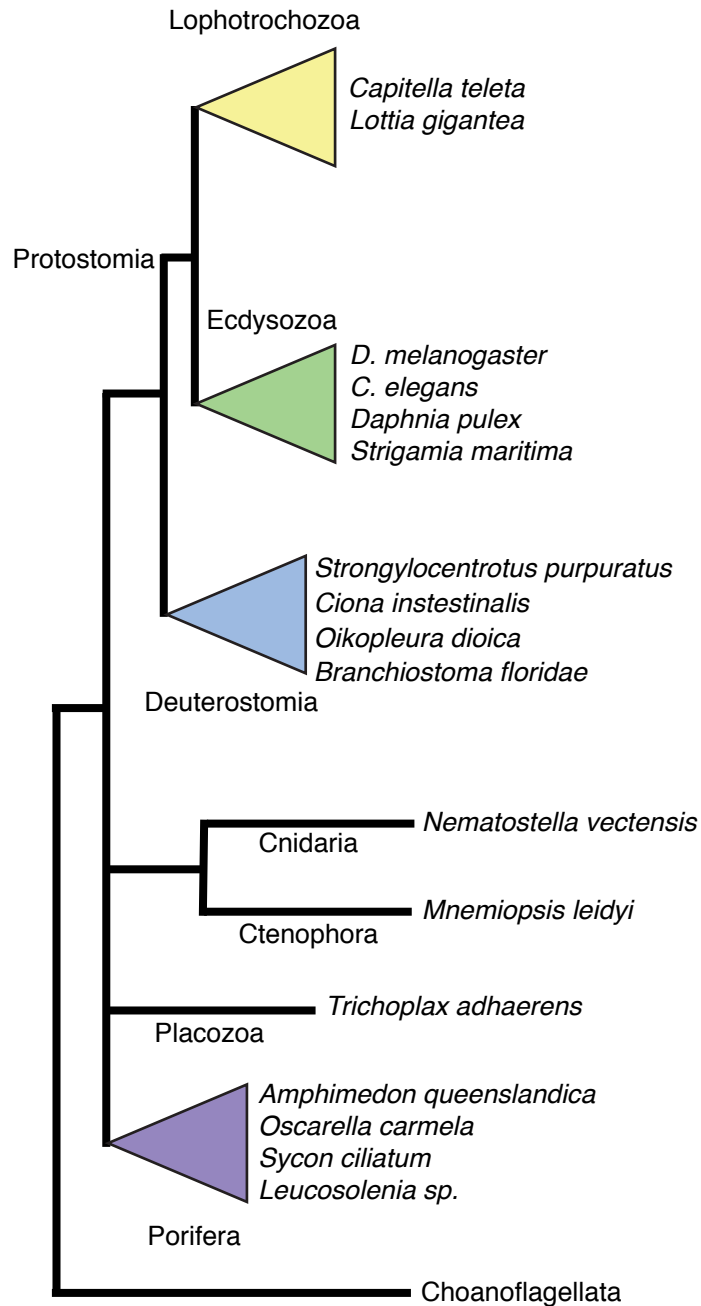 Lophotrochozoa
Capitella teleta
Lottia gigantea
Protostomia
Ecdysozoa
D. melanogaster
C. elegans
Daphnia pulex
Strigamia maritima
Strongylocentrotus purpuratus
Ciona instestinalis
Oikopleura dioica
Branchiostoma floridae
Deuterostomia
Nematostella vectensis
Cnidaria
Mnemiopsis leidyi
Ctenophora
Trichoplax adhaerens
Placozoa
Amphimedon queenslandica
Oscarella carmela
Sycon ciliatum
Leucosolenia sp.
Porifera
Choanoflagellata